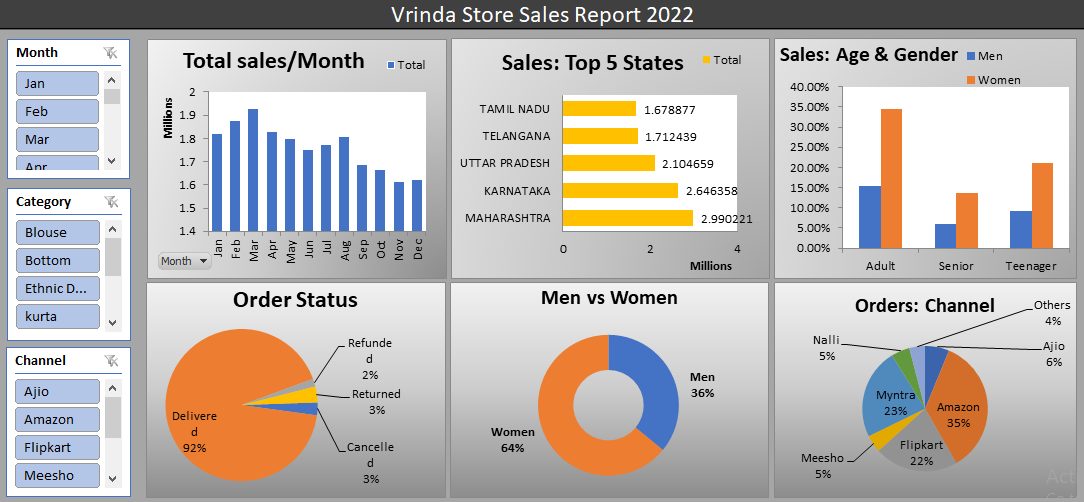 Vrinda Store Sales Report 2022
Month
Jan
Feb
Mar
Apr
Category
Blouse
Bottom
Ethnic D...
kurta
Channel
Ajio
Amazon
Flipkart
Meesho
Total sales/Month
Total
Millions
2
1.9
1.8
1.7
1.6
1.5
1.4
Jan
Feb
Mar
Apr
May
Jun
Jul
Aug
Sep
Oct
Nov
Dec
Month
Sales: Top 5 States
Total
TAMIL NADU 1.678877
TELANGANA 1.712439
UTTAR PRADESH 2.104659
KARNATAKA 2.646358
MAHARASHTRA 2.990221
0 2 4
Millions
Sales: Age & Gender
Men
Women
40.00%
35.00%
30.00%
25.00%
20.00%
15.00%
10.00%
5.00%
0.00%
Adult Senior Teenager
Order Status
Refunde
d
2%
Returned
3%
Delivere
d
92%
Cancelle
d
3%
Men vs Women
Men
36%
Women
64%
Orders: Channel
Others
4%
Nalli
5%
Ajio
6%
Myntra
23%
Amazon
35%
Flipkart
22%
Meesho
5%